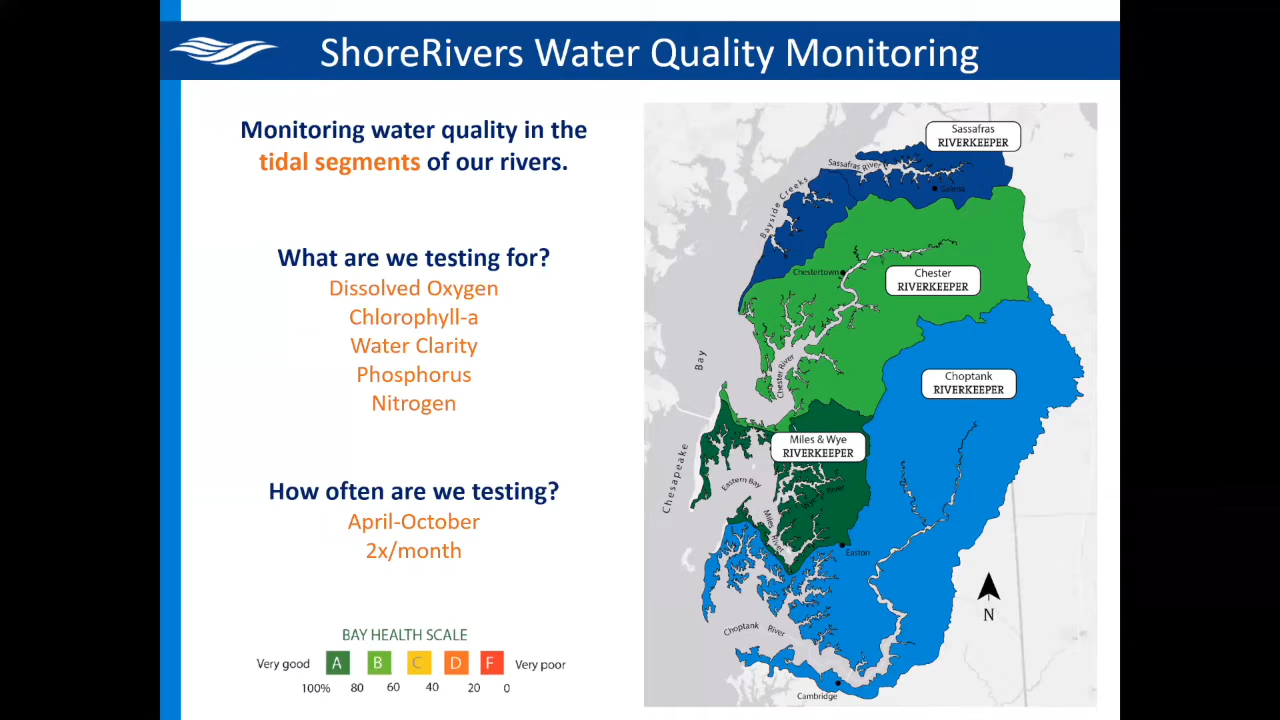 ShoreRivers Water Quality Monitoring
Monitoring water quality in the
tidal segments of our rivers.
What are we testing for?
Dissolved Oxygen
Chlorophyll-a
Water Clarity
Phosphorus
Nitrogen
How often are we testing?
April-October
2x/month
BAY HEALTH SCALE
Very good A B C D F Very poor
100% 80 60 40 20 0
Sassafras
RIVERKEEPER
Sassafras River
Galena
Bayside Creeks
Chestertown
Chester
RIVERKEEPER
Chester River
Choptank
RIVERKEEPER
Miles & Wye
RIVERKEEPER
Chesapeake Bay
Eastern Bay
Wye River
Miles River
Easton
N
Choptank River
Cambridge